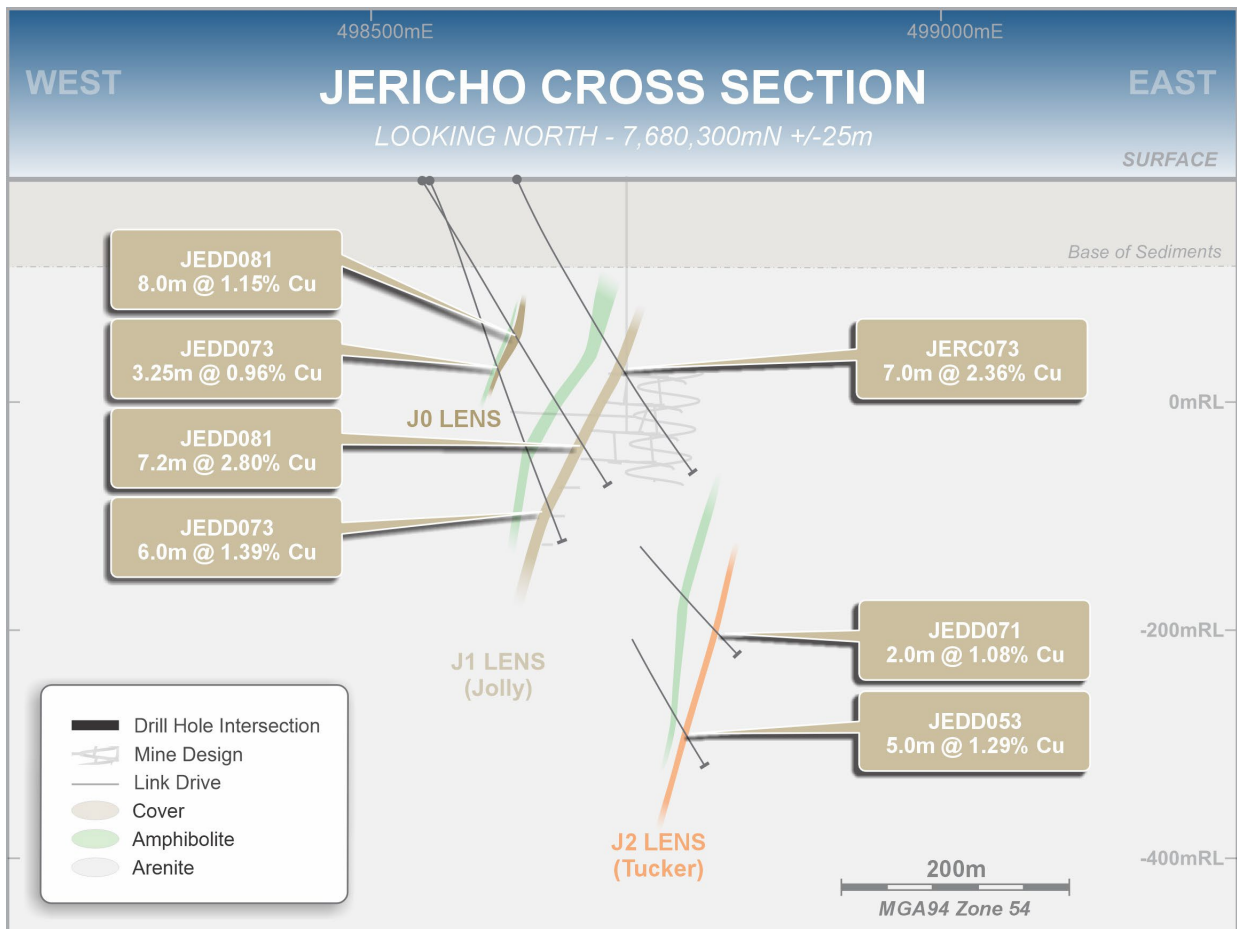 498500mE
499000mE
WEST
JERICHO CROSS SECTION
EAST
LOOKING NORTH - 7,680,300mN +/-25m
SURFACE
Base of Sediments
JEDD081
8.0m @ 1.15% Cu
JEDD073
3.25m @ 0.96% Cu
JERC073
7.0m @ 2.36% Cu
0mRL
J0 LENS
JEDD081
7.2m @ 2.80% Cu
JEDD073
6.0m @ 1.39% Cu
JEDD071
2.0m @ 1.08% Cu
-200mRL
J1 LENS
(Jolly)
JEDD053
5.0m @ 1.29% Cu
Drill Hole Intersection
Mine Design
Link Drive
Cover
Amphibolite
Arenite
J2 LENS
(Tucker)
-400mRL
200m
MGA94 Zone 54